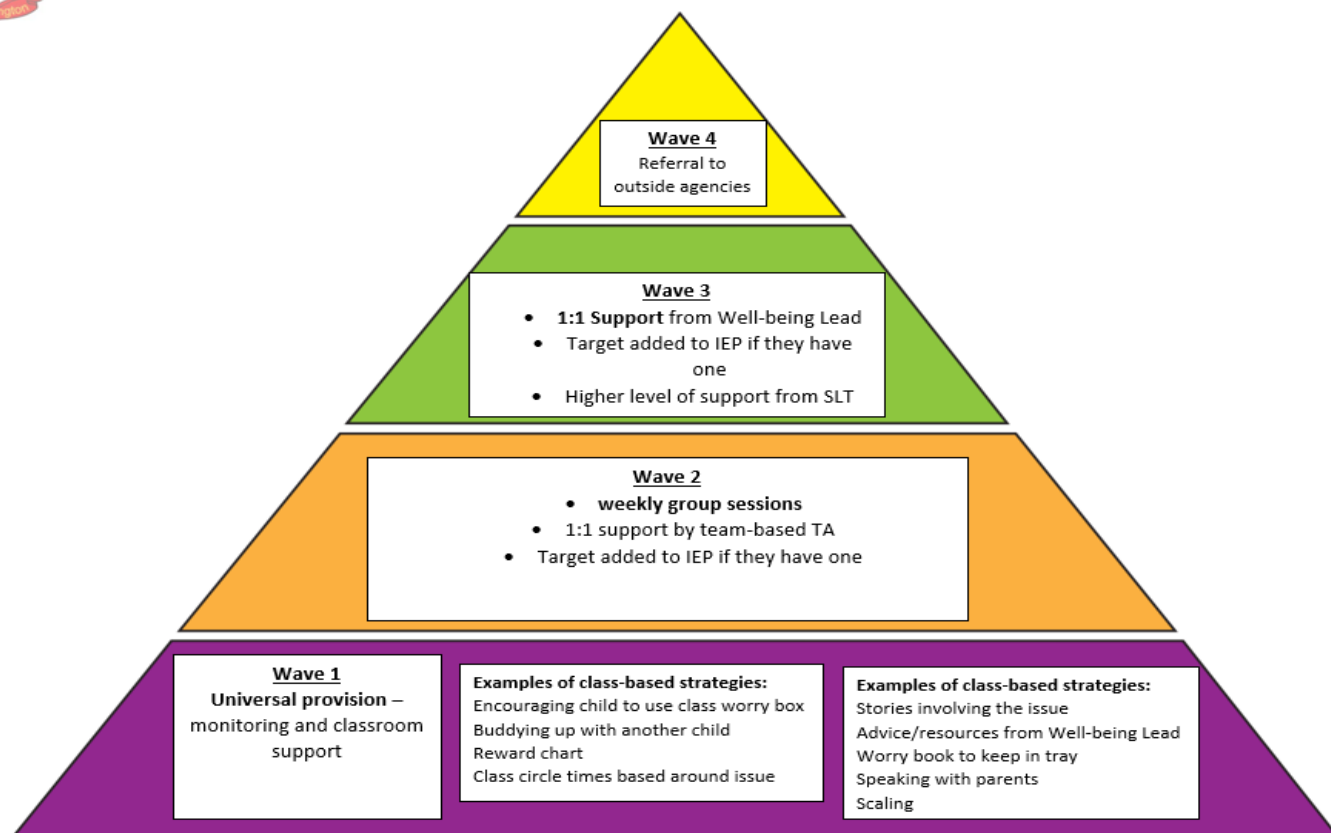 ngton
Wave 4
Referral to
outside agencies
Wave 3
• 1:1 Support from Well-being Lead
• Target added to IEP if they have
one
• Higher level of support from SLT
Wave 2
• weekly group sessions
• 1:1 support by team-based TA
• Target added to IEP if they have one
Wave 1
Universal provision –
monitoring and classroom
support
Examples of class-based strategies:
Encouraging child to use class worry box
Buddying up with another child
Reward chart
Class circle times based around issue
Examples of class-based strategies:
Stories involving the issue
Advice/resources from Well-being Lead
Worry book to keep in tray
Speaking with parents
Scaling